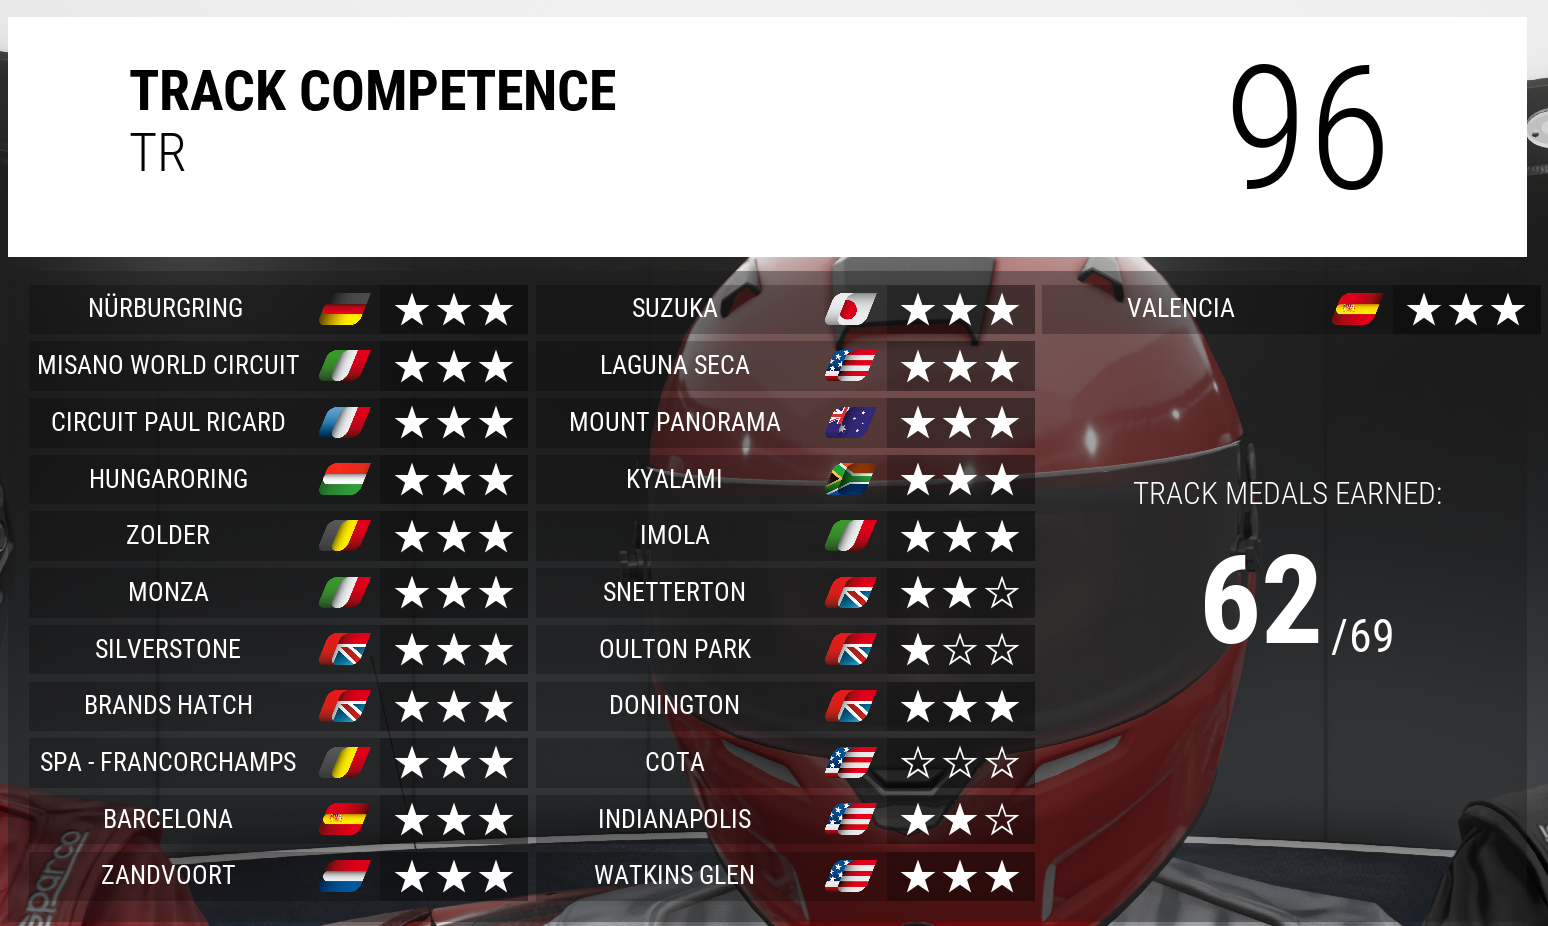 TRACK COMPETENCE
TR
96
NÜRBURGRING
MISANO WORLD CIRCUIT
CIRCUIT PAUL RICARD
HUNGARORING
ZOLDER
MONZA
SILVERSTONE
BRANDS HATCH
SPA - FRANCORCHAMPS
BARCELONA
ZANDVOORT
SUZUKA
LAGUNA SECA
MOUNT PANORAMA
KYALAMI
IMOLA
SNETTERTON
OULTON PARK
DONINGTON
COTA
INDIANAPOLIS
WATKINS GLEN
VALENCIA
TRACK MEDALS EARNED:
62 /69
sparco